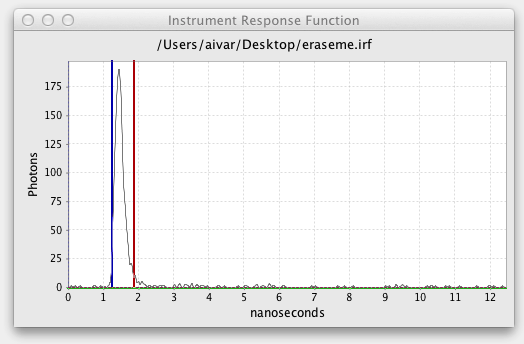 Instrument Response Function
/Users/aivar/Desktop/eraseme.irf
Photons
175
150
125
100
75
50
25
0
0 1 2 3 4 5 6 7 8 9 10 11 12
nanoseconds